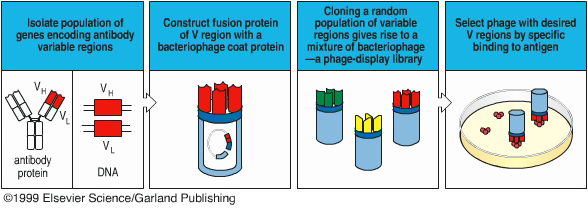 Isolate population of
genes encoding antibody
variable regions
Construct fusion protein
of V region with a
bacteriophage coat protein
Cloning a random
population of variable
regions gives rise to a
mixture of bacteriophage
—a phage-display library
Select phage with desired
V regions by specific
binding to antigen
VH
VL
antibody
protein
VH
VL
DNA
©1999 Elsevier Science/Garland Publishing